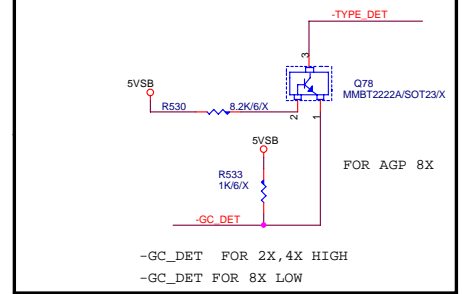 -TYPE_DET
3
5VSB
Q78
MMBT2222A/SOT23/X
R530
8.2K/6/X
2
1
5VSB
FOR AGP 8X
R533
1K/6/X
-GC_DET
-GC_DET FOR 2X,4X HIGH
-GC_DET FOR 8X LOW